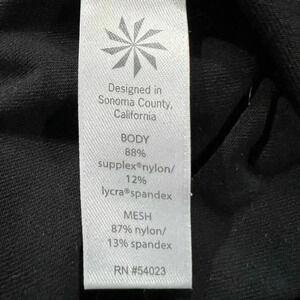 Designed in
Sonoma County,
California
BODY
88%
supplex®nylon/
12%
lycra®spandex
MESH
87% nylon/
13% spandex
RN #54023